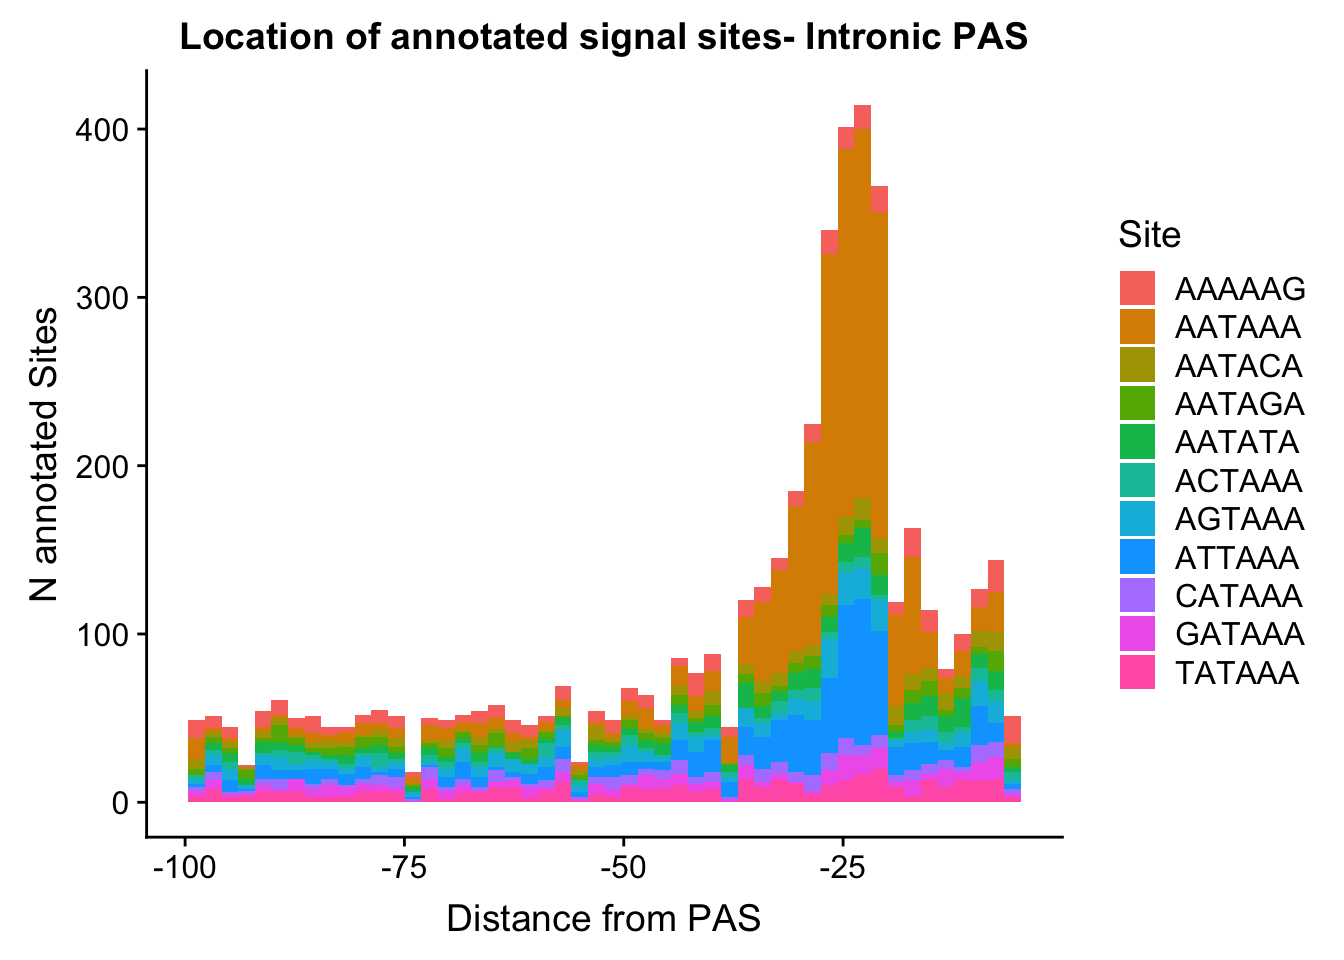 Location of annotated signal sites- Intronic PAS
400
300
200
100
0
N annotated Sites
-100 -75 -50 -25
Distance from PAS
Site
AAAAAG
AATAAA
AATACA
AATAGA
AATATA
ACTAAA
AGTAAA
ATTAAA
CATAAA
GATAAA
TATAAA